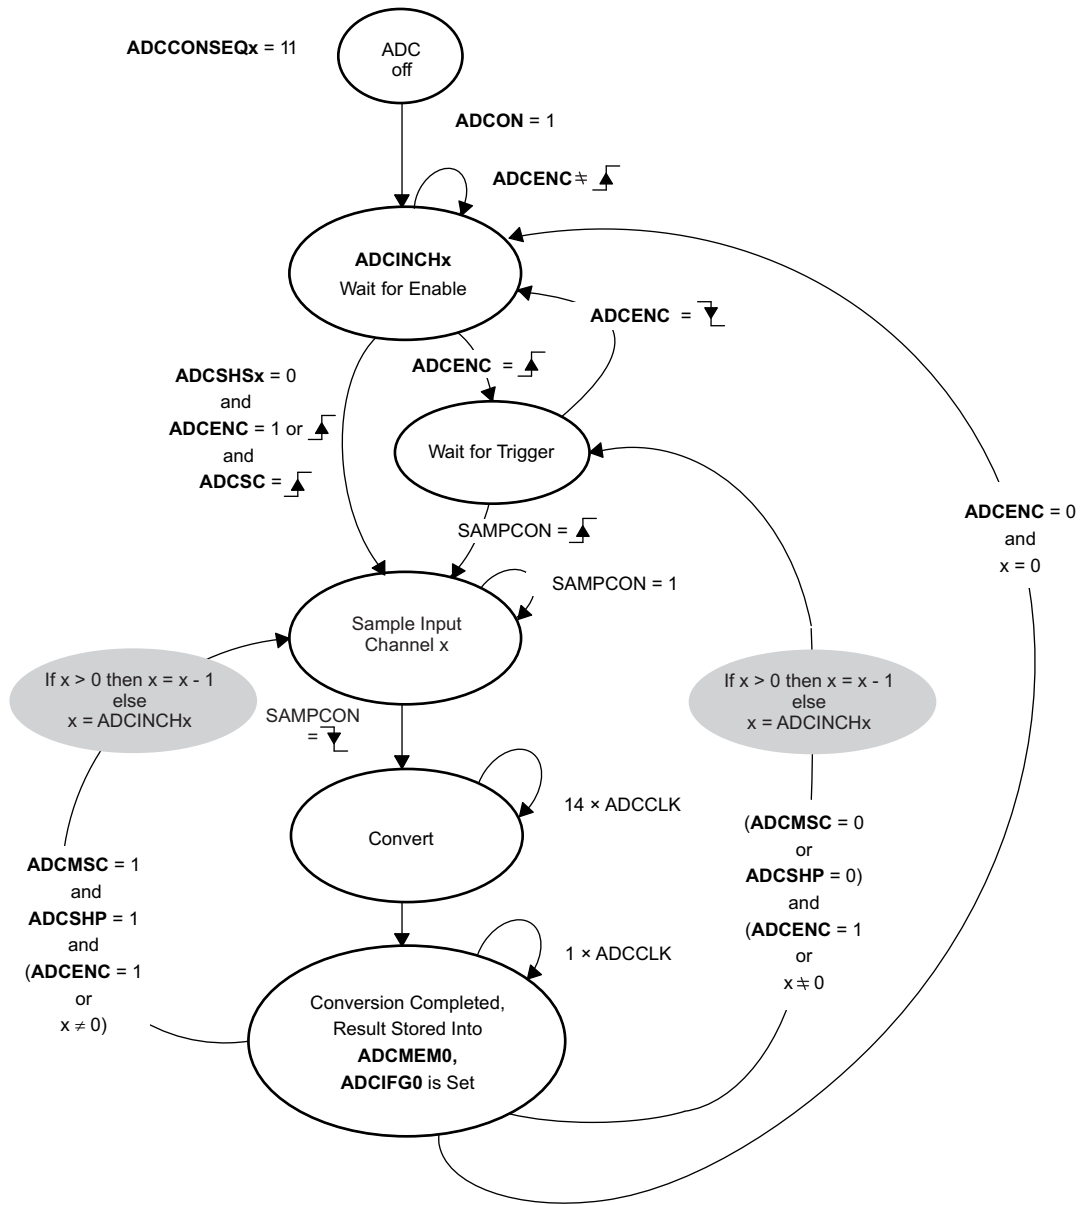 ADCCONSEQx = 11
ADC
off
ADCON = 1
ADCENC ≠
ADCINCHx
Wait for Enable
ADCENC =
ADCENC =
ADCSHSx = 0
and
ADCENC = 1 or
and
ADCSC =
Wait for Trigger
ADCENC = 0
and
x = 0
SAMPCON =
SAMPCON = 1
Sample Input
Channel x
If x > 0 then x = x - 1
else
x = ADCINCHx
If x > 0 then x = x - 1
else
x = ADCINCHx
SAMPCON
=
14 × ADCCLK
Convert
(ADCMSC = 0
or
ADCSHP = 0)
and
(ADCENC = 1
or
x ≠ 0
ADCMSC = 1
and
ADCSHP = 1
and
(ADCENC = 1
or
x ≠ 0)
1 × ADCCLK
Conversion Completed,
Result Stored Into
ADCMEM0,
ADCIFG0 is Set